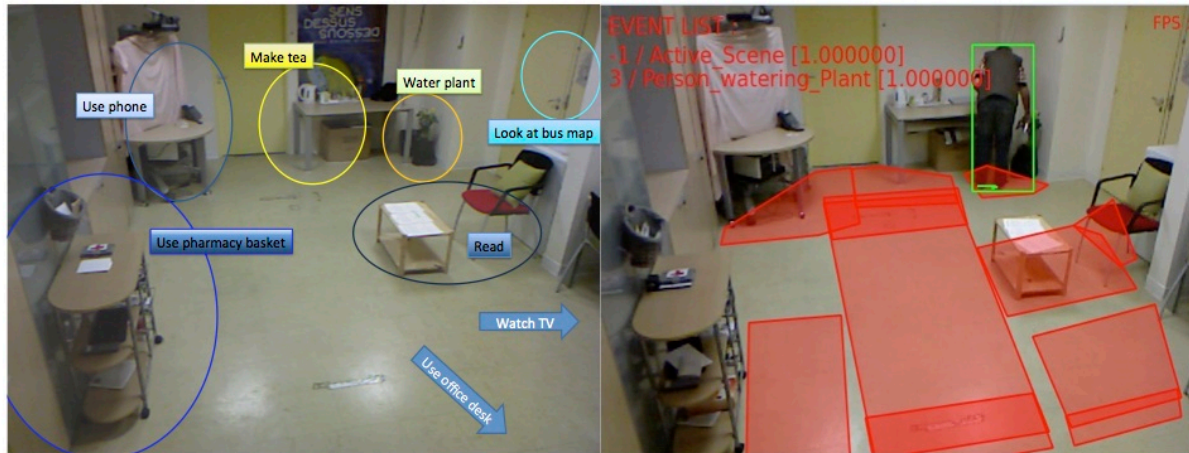 SENS
DESSUS
DESSOUS
Make tea
Water plant
Use phone
Look at bus map
Use pharmacy basket
Read
Watch TV
Use office desk
EVENT LIST :
-1 / Active_Scene [1.000000]
3 / Person_watering_Plant [1.000000]
FPS